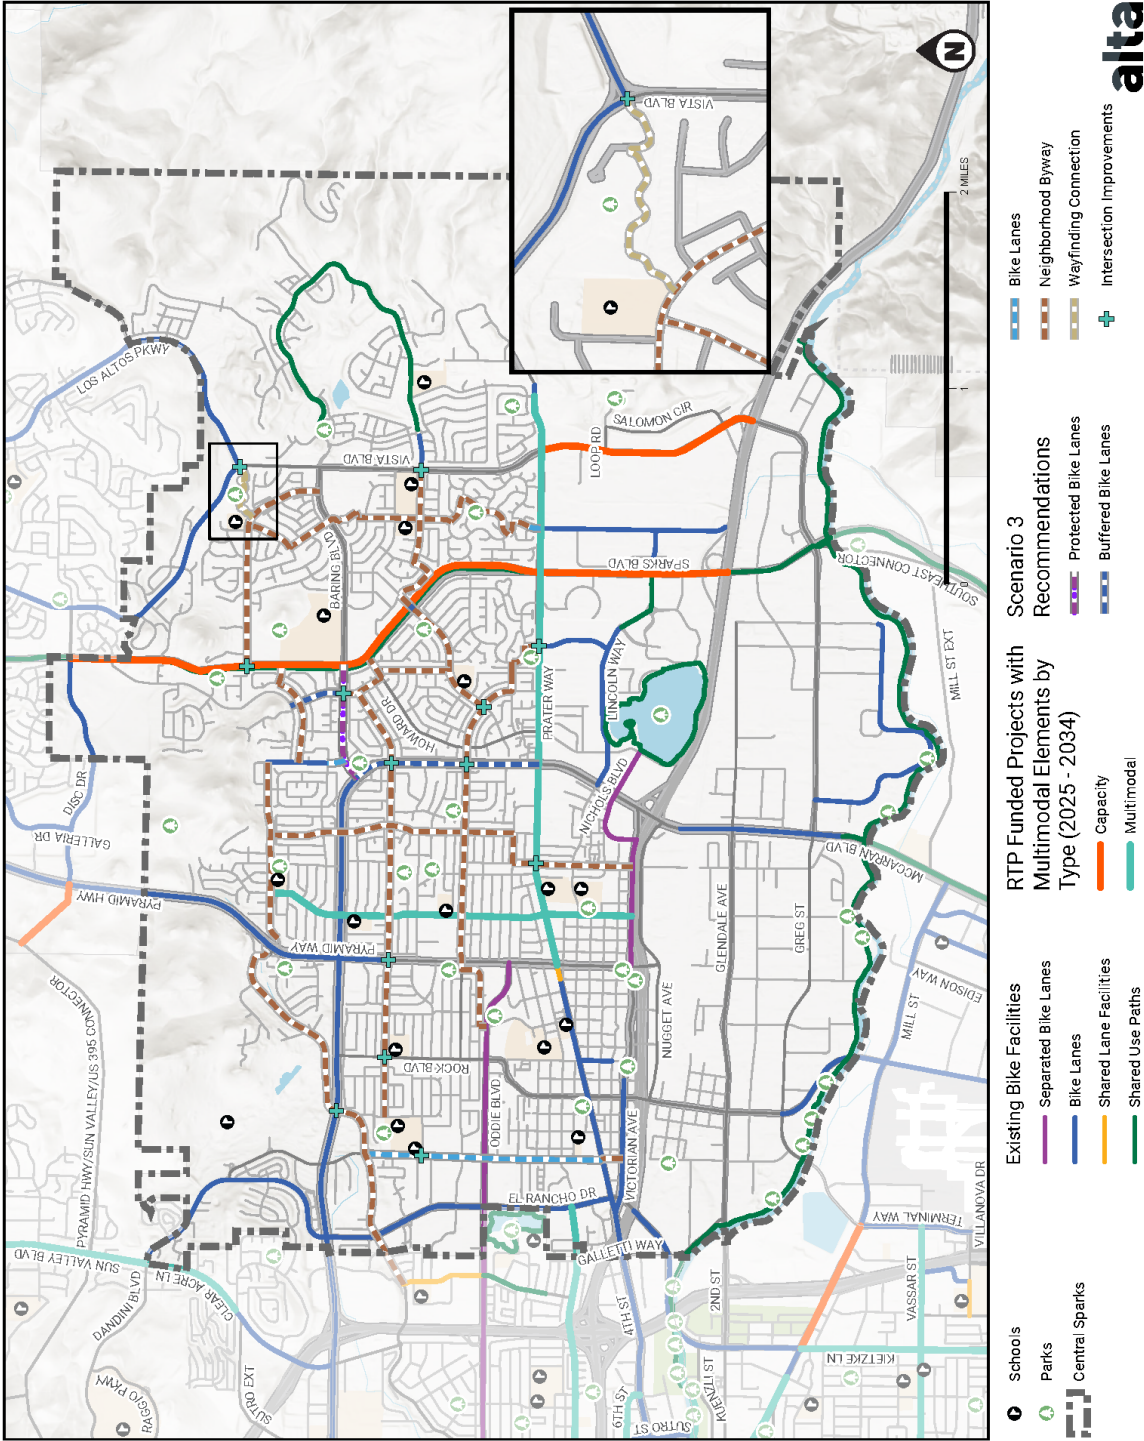 LOS ALTOS PKWY
VISTA BLVD
VISTA BLVD
BARING BLVD
LOOP RD
SALOMON CIR
SPARKS BLVD
SOUTHEAST CONNECTOR
MILL ST EXT
HOWARD DR
PRATER WAY
LINCOLN WAY
NICHOLS BLVD
DISC DR
GALLERIA DR
PYRAMID HWY
PYRAMID WAY
MCCARRAN BLVD
GLENDALE AVE
GREG ST
PYRAMID HWY/SUN VALLEY/US 395 CONNECTOR
ROCK BLVD
ODDIE BLVD
NUGGET AVE
VICTORIAN AVE
EL RANCHO DR
GALLETTI WAY
MILL ST
EDISON WAY
TERMINAL WAY
VILLANOVA DR
VASSAR ST
KIETZKE LN
2ND ST
4TH ST
6TH ST
KUENZLI ST
SUTRO ST
SUN VALLEY BLVD
DANDINI BLVD
CLEAR ACRE LN
RAGGIO PKWY
SUTRO EXT
N
0
1
2 MILES
Schools
Parks
Central Sparks
Existing Bike Facilities
Separated Bike Lanes
Bike Lanes
Shared Lane Facilities
Shared Use Paths
RTP Funded Projects with
Multimodal Elements by
Type (2025 - 2034)
Capacity
Multimodal
Scenario 3
Recommendations
Protected Bike Lanes
Buffered Bike Lanes
Bike Lanes
Neighborhood Byway
Wayfinding Connection
Intersection Improvements
alta